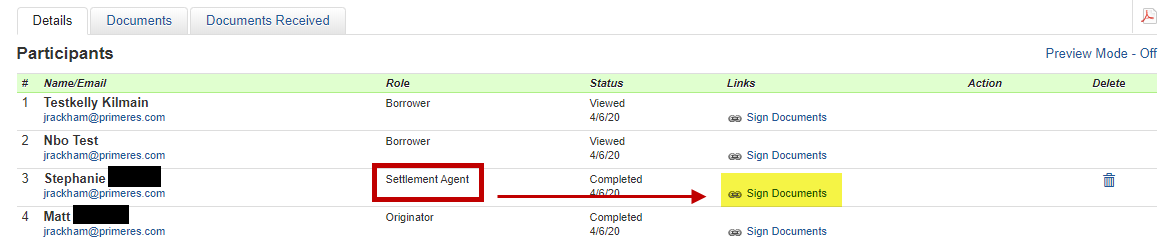 Details Documents Documents Received
Participants Preview Mode - Off
# Name/Email Role Status Links Action Delete
1 Testkelly Kilmain Borrower Viewed
jrackham@primeres.com 4/6/20 Sign Documents
2 Nbo Test Borrower Viewed
jrackham@primeres.com 4/6/20 Sign Documents
3 Stephanie Settlement Agent Completed
jrackham@primeres.com 4/6/20 Sign Documents
4 Matt Originator Completed
jrackham@primeres.com 4/6/20 Sign Documents